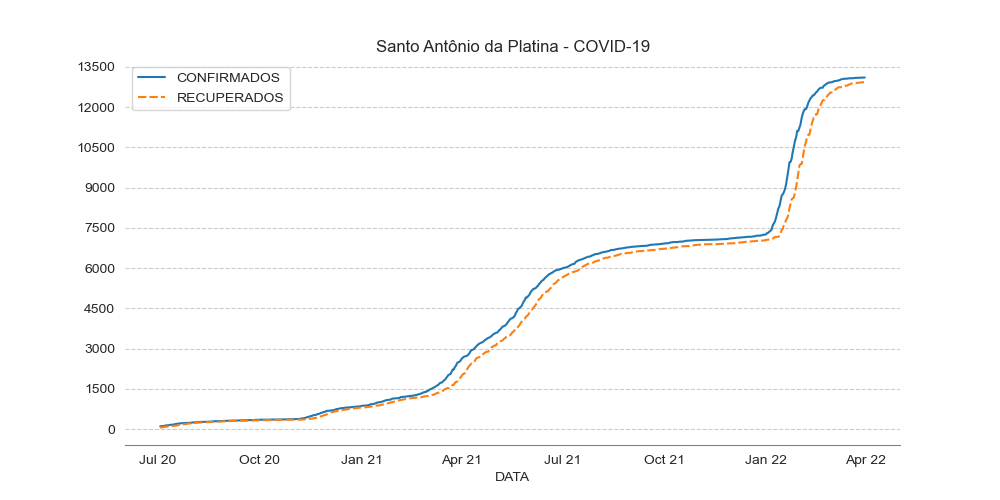 Santo Antônio da Platina - COVID-19
CONFIRMADOS
RECUPERADOS
13500
12000
10500
9000
7500
6000
4500
3000
1500
0
Jul 20 Oct 20 Jan 21 Apr 21 Jul 21 Oct 21 Jan 22 Apr 22
DATA